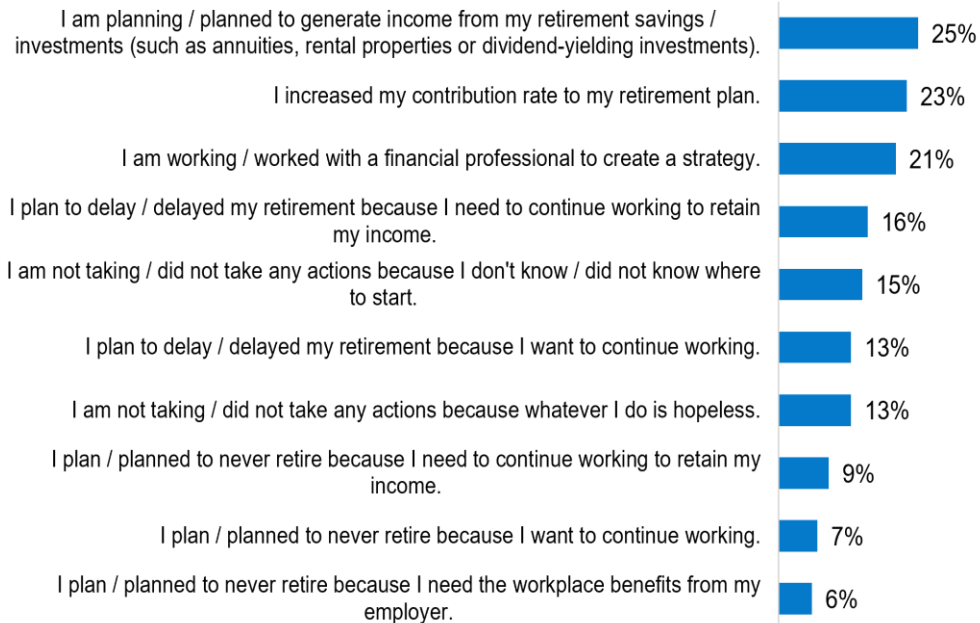 I am planning / planned to generate income from my retirement savings /
investments (such as annuities, rental properties or dividend-yielding investments).
25%
I increased my contribution rate to my retirement plan.
23%
I am working / worked with a financial professional to create a strategy.
21%
I plan to delay / delayed my retirement because I need to continue working to retain
my income.
16%
I am not taking / did not take any actions because I don't know / did not know where
to start.
15%
I plan to delay / delayed my retirement because I want to continue working.
13%
I am not taking / did not take any actions because whatever I do is hopeless.
13%
I plan / planned to never retire because I need to continue working to retain my
income.
9%
I plan / planned to never retire because I want to continue working.
7%
I plan / planned to never retire because I need the workplace benefits from my
employer.
6%